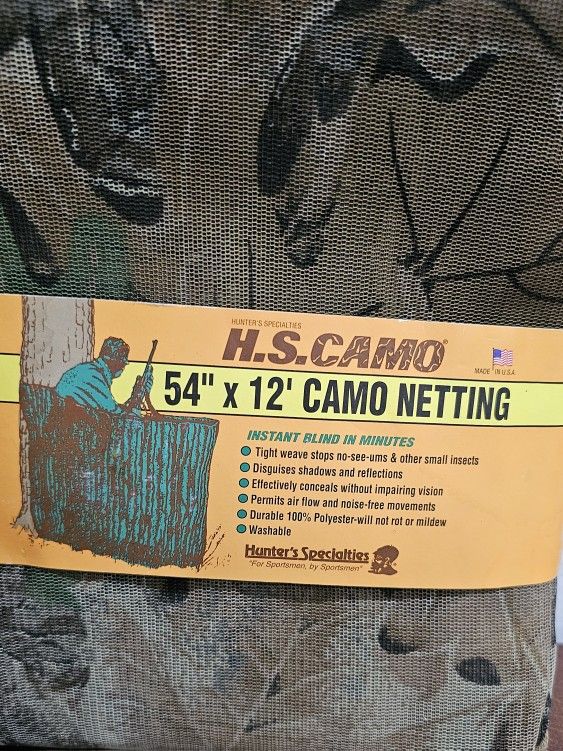 HUNTER'S SPECIALTIES
H.S.CAMO®
MADE IN U.S.A.
54" x 12' CAMO NETTING
INSTANT BLIND IN MINUTES
Tight weave stops no-see-ums & other small insects
Disguises shadows and reflections
Effectively conceals without impairing vision
Permits air flow and noise-free movements
Durable 100% Polyester-will not rot or mildew
Washable
Hunter's Specialties
"For Sportsmen, by Sportsmen"